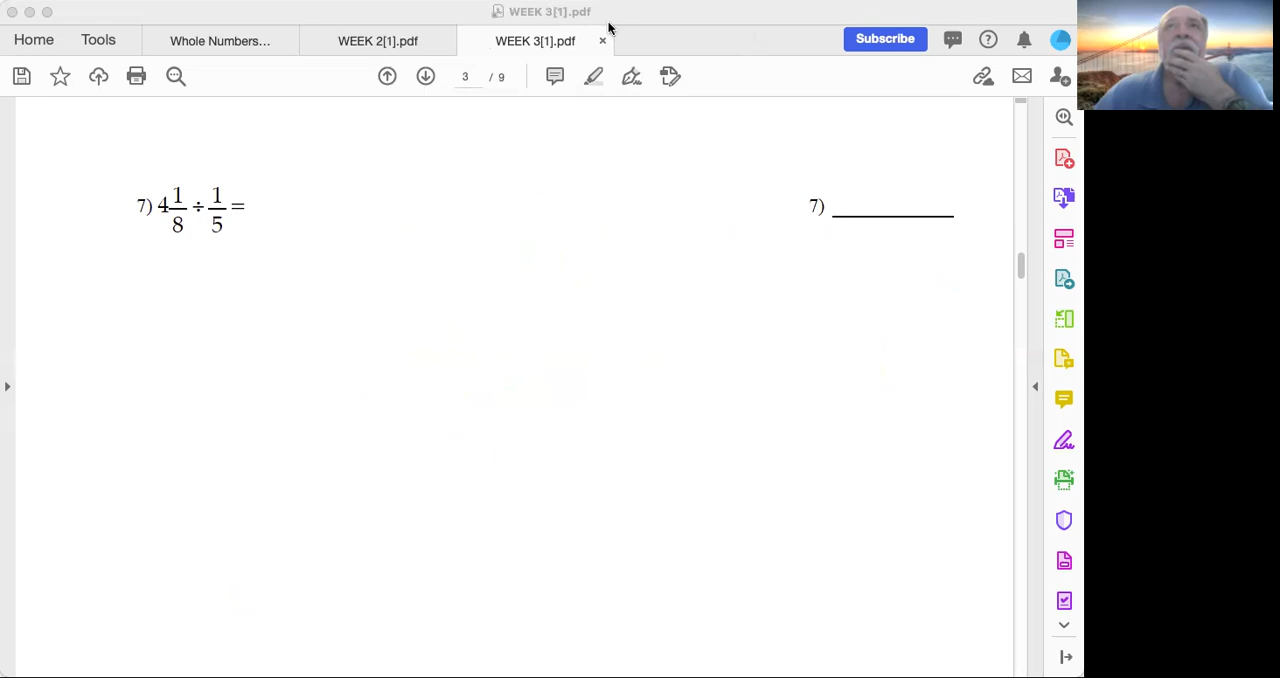 WEEK 3[1].pdf
Home Tools Whole Numbers... WEEK 2[1].pdf WEEK 3[1].pdf × Subscribe
3 / 9
7) 4 1/8 ÷ 1/5 = 7) ____________